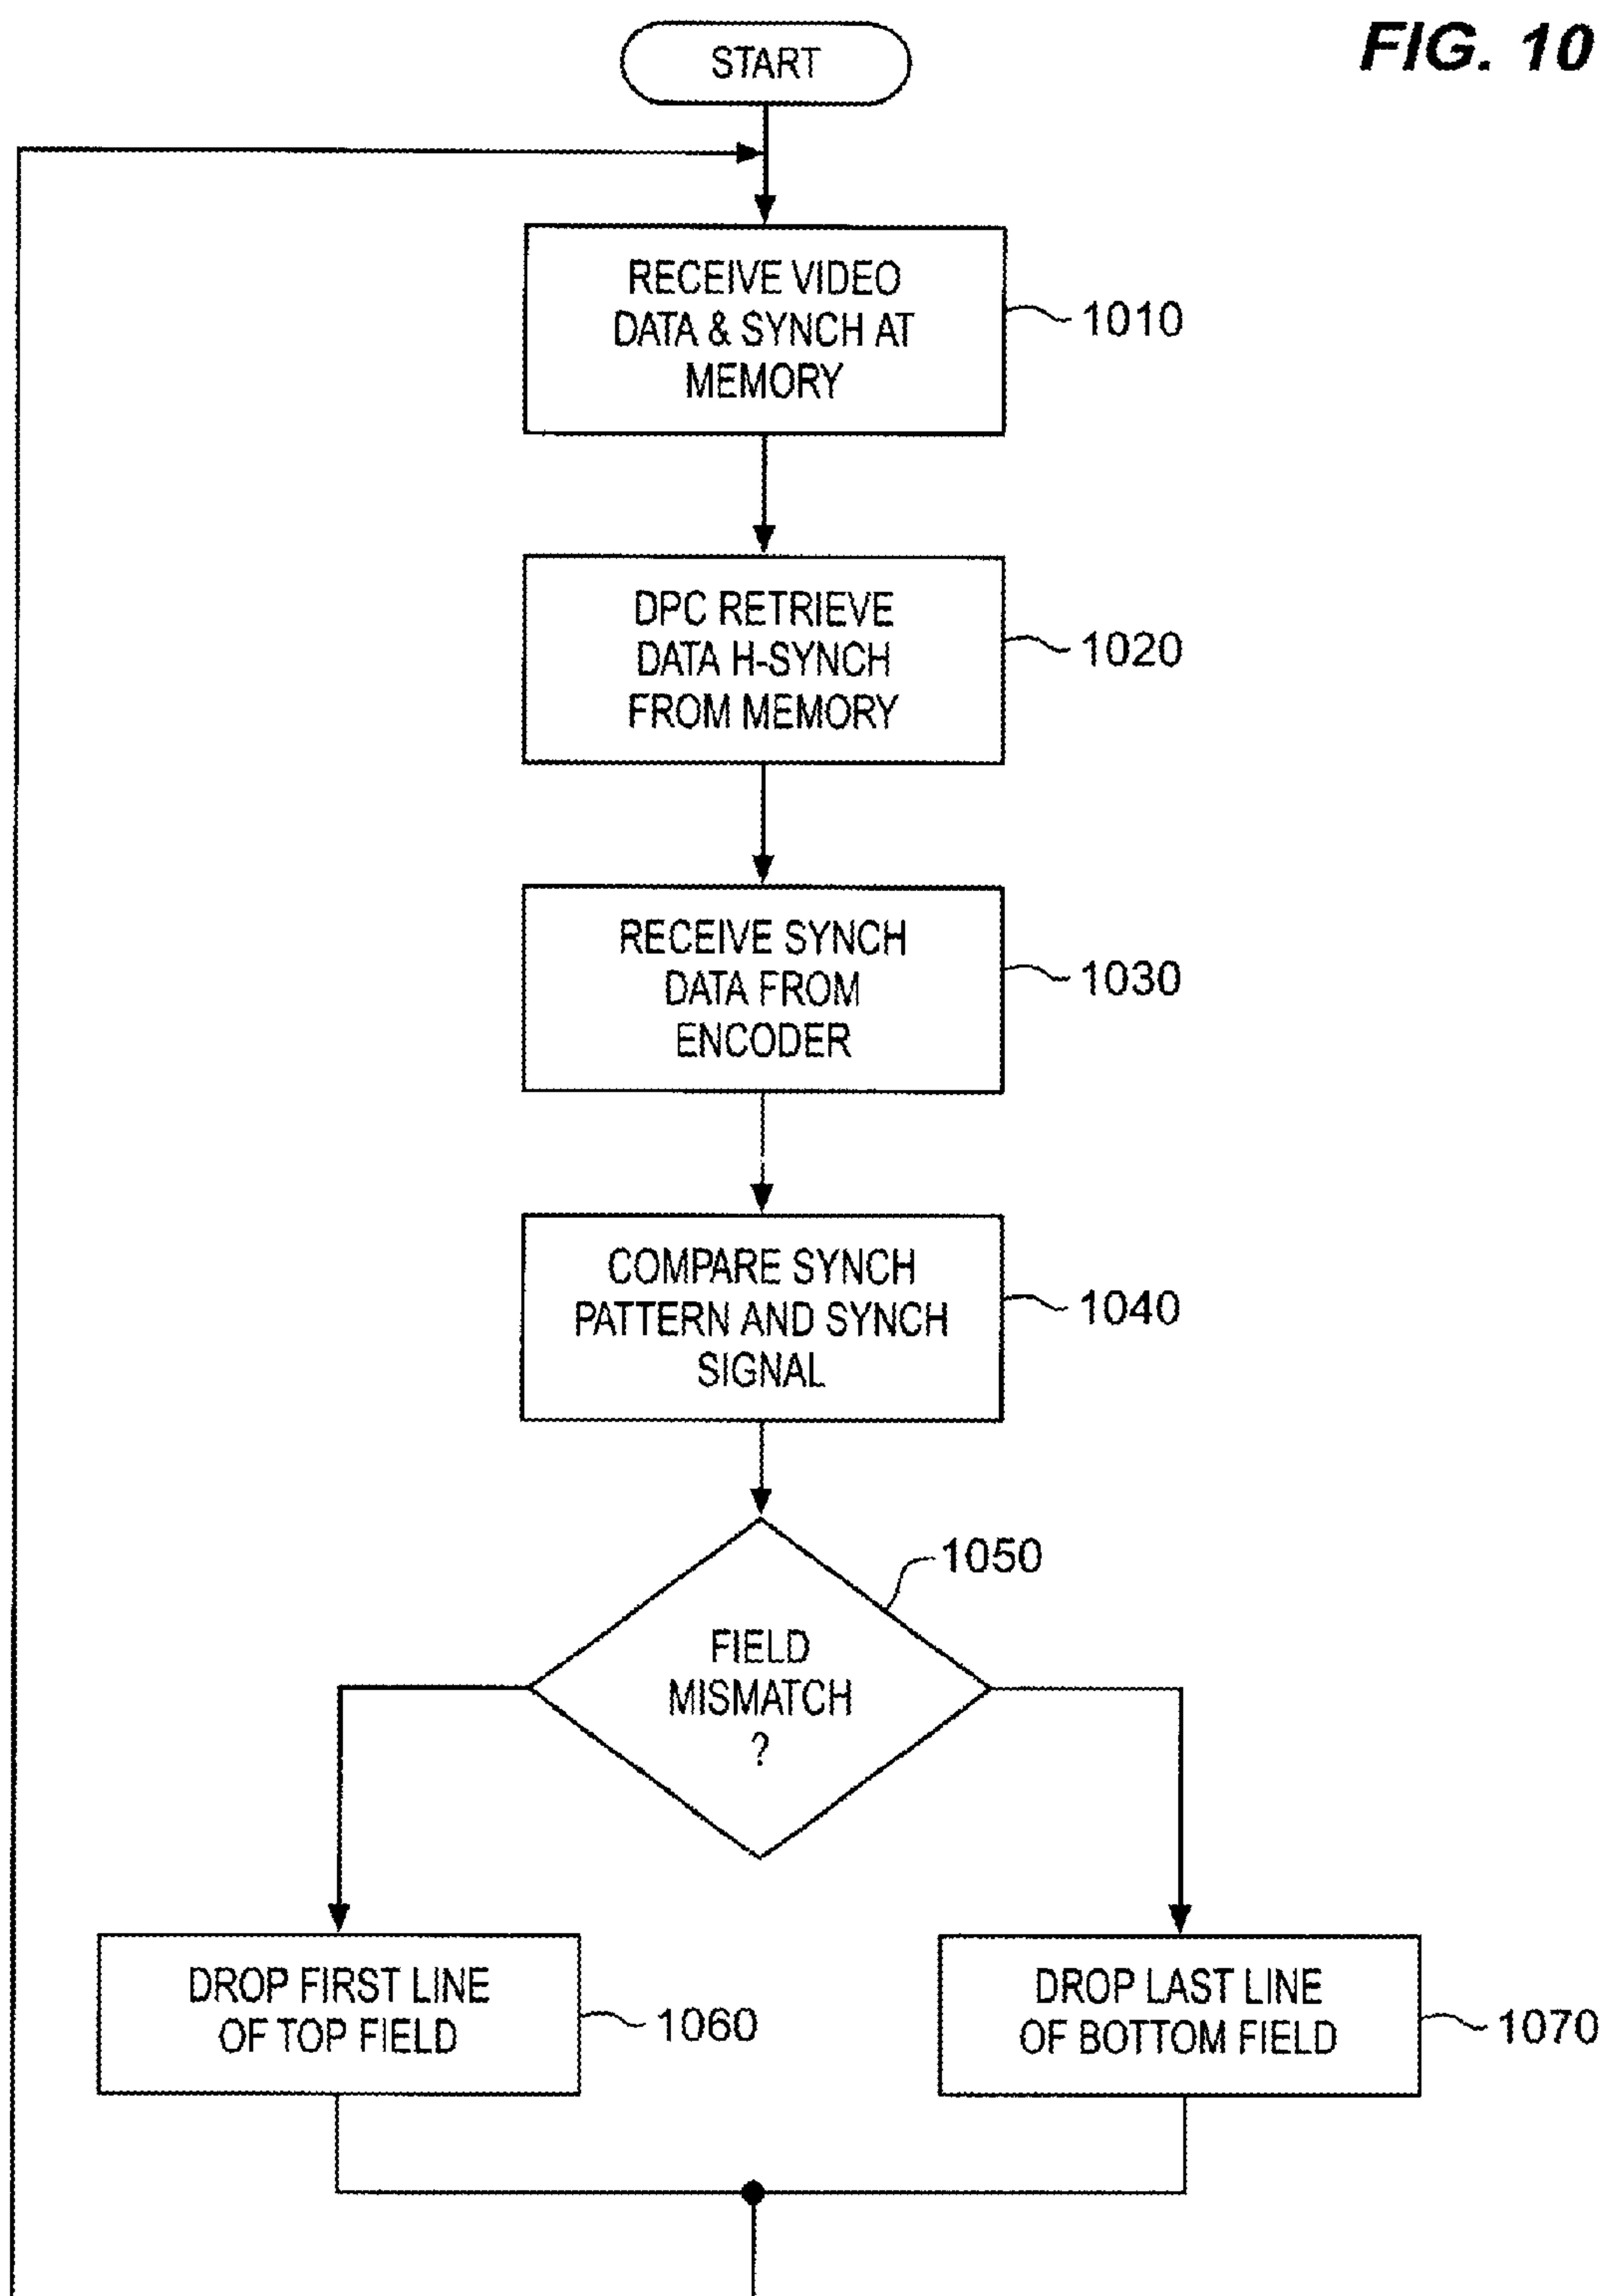 FIG. 10
START
RECEIVE VIDEO
DATA & SYNCH AT
MEMORY
1010
DPC RETRIEVE
DATA H-SYNCH
FROM MEMORY
1020
RECEIVE SYNCH
DATA FROM
ENCODER
1030
COMPARE SYNCH
PATTERN AND SYNCH
SIGNAL
1040
1050
FIELD
MISMATCH
?
DROP FIRST LINE
OF TOP FIELD
1060
DROP LAST LINE
OF BOTTOM FIELD
1070